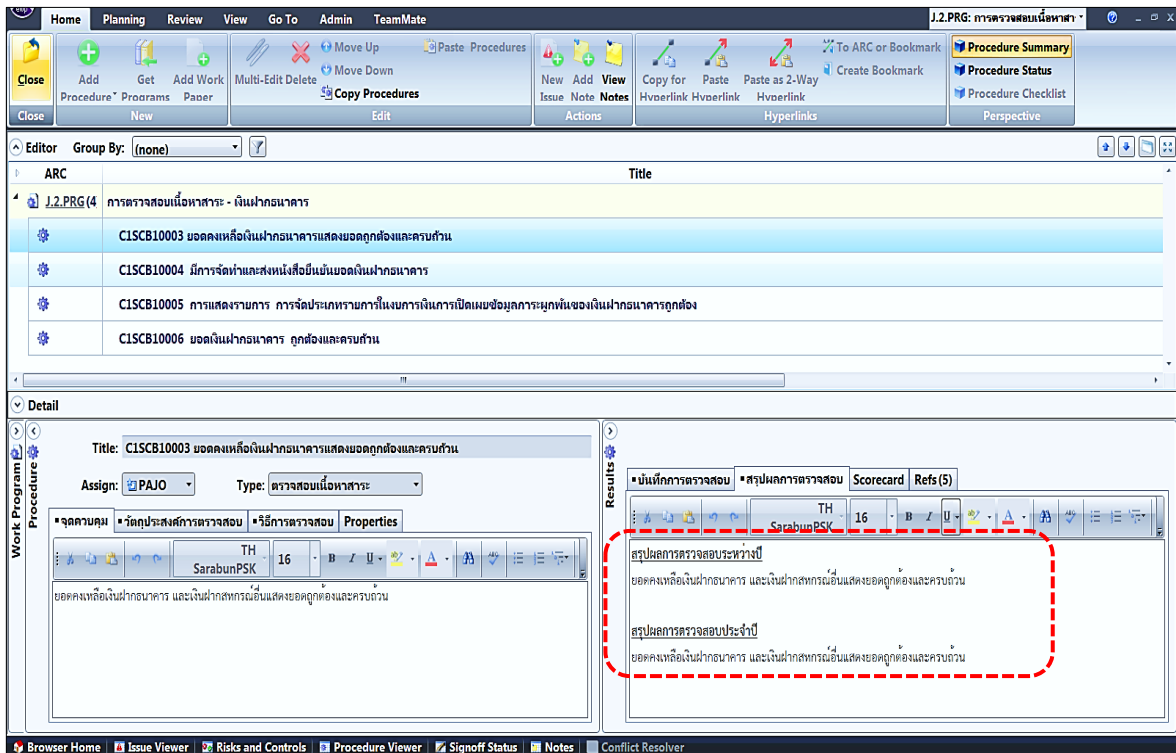 Home Planning Review View Go To Admin TeamMate
J.2.PRG: การตรวจสอบเนื้อหาสา
Close
Add Procedure
Get Programs
Add Work Paper
Multi-Edit
Delete
Move Up
Move Down
Copy Procedures
Paste Procedures
New Issue
Add Note
View Notes
Copy for Hyperlink
Paste Hyperlink
Paste as 2-Way Hyperlink
To ARC or Bookmark
Create Bookmark
Procedure Summary
Procedure Status
Procedure Checklist
Close New Edit Actions Hyperlinks Perspective
Editor Group By: (none)
ARC Title
J.2.PRG(4 การตรวจสอบเนื้อหาสาระ - เงินฝากธนาคาร
C1SCB10003 ยอดคงเหลือเงินฝากธนาคารแสดงยอดถูกต้องและครบถ้วน
C1SCB10004 มีการจัดทำและส่งหนังสือยืนยันยอดเงินฝากธนาคาร
C1SCB10005 การแสดงรายการ การจัดประเภทรายการในงบการเงินการเปิดเผยข้อมูลภาระผูกพันของเงินฝากธนาคารถูกต้อง
C1SCB10006 ยอดเงินฝากธนาคาร ถูกต้องและครบถ้วน
Detail
Work Program
Procedure
Title: C1SCB10003 ยอดคงเหลือเงินฝากธนาคารแสดงยอดถูกต้องและครบถ้วน
Assign: PAJO Type: ตรวจสอบเนื้อหาสาระ
จุดควบคุม วัตถุประสงค์การตรวจสอบ วิธีการตรวจสอบ Properties
TH SarabunPSK 16 B I U A
ยอดคงเหลือเงินฝากธนาคาร และเงินฝากสหกรณ์อื่นแสดงยอดถูกต้องและครบถ้วน
Results
บันทึกการตรวจสอบ สรุปผลการตรวจสอบ Scorecard Refs (5)
TH SarabunPSK 16 B I U A
สรุปผลการตรวจสอบระหว่างปี
ยอดคงเหลือเงินฝากธนาคาร และเงินฝากสหกรณ์อื่นแสดงยอดถูกต้องและครบถ้วน
สรุปผลการตรวจสอบประจำปี
ยอดคงเหลือเงินฝากธนาคาร และเงินฝากสหกรณ์อื่นแสดงยอดถูกต้องและครบถ้วน
Browser Home Issue Viewer Risks and Controls Procedure Viewer Signoff Status Notes Conflict Resolver